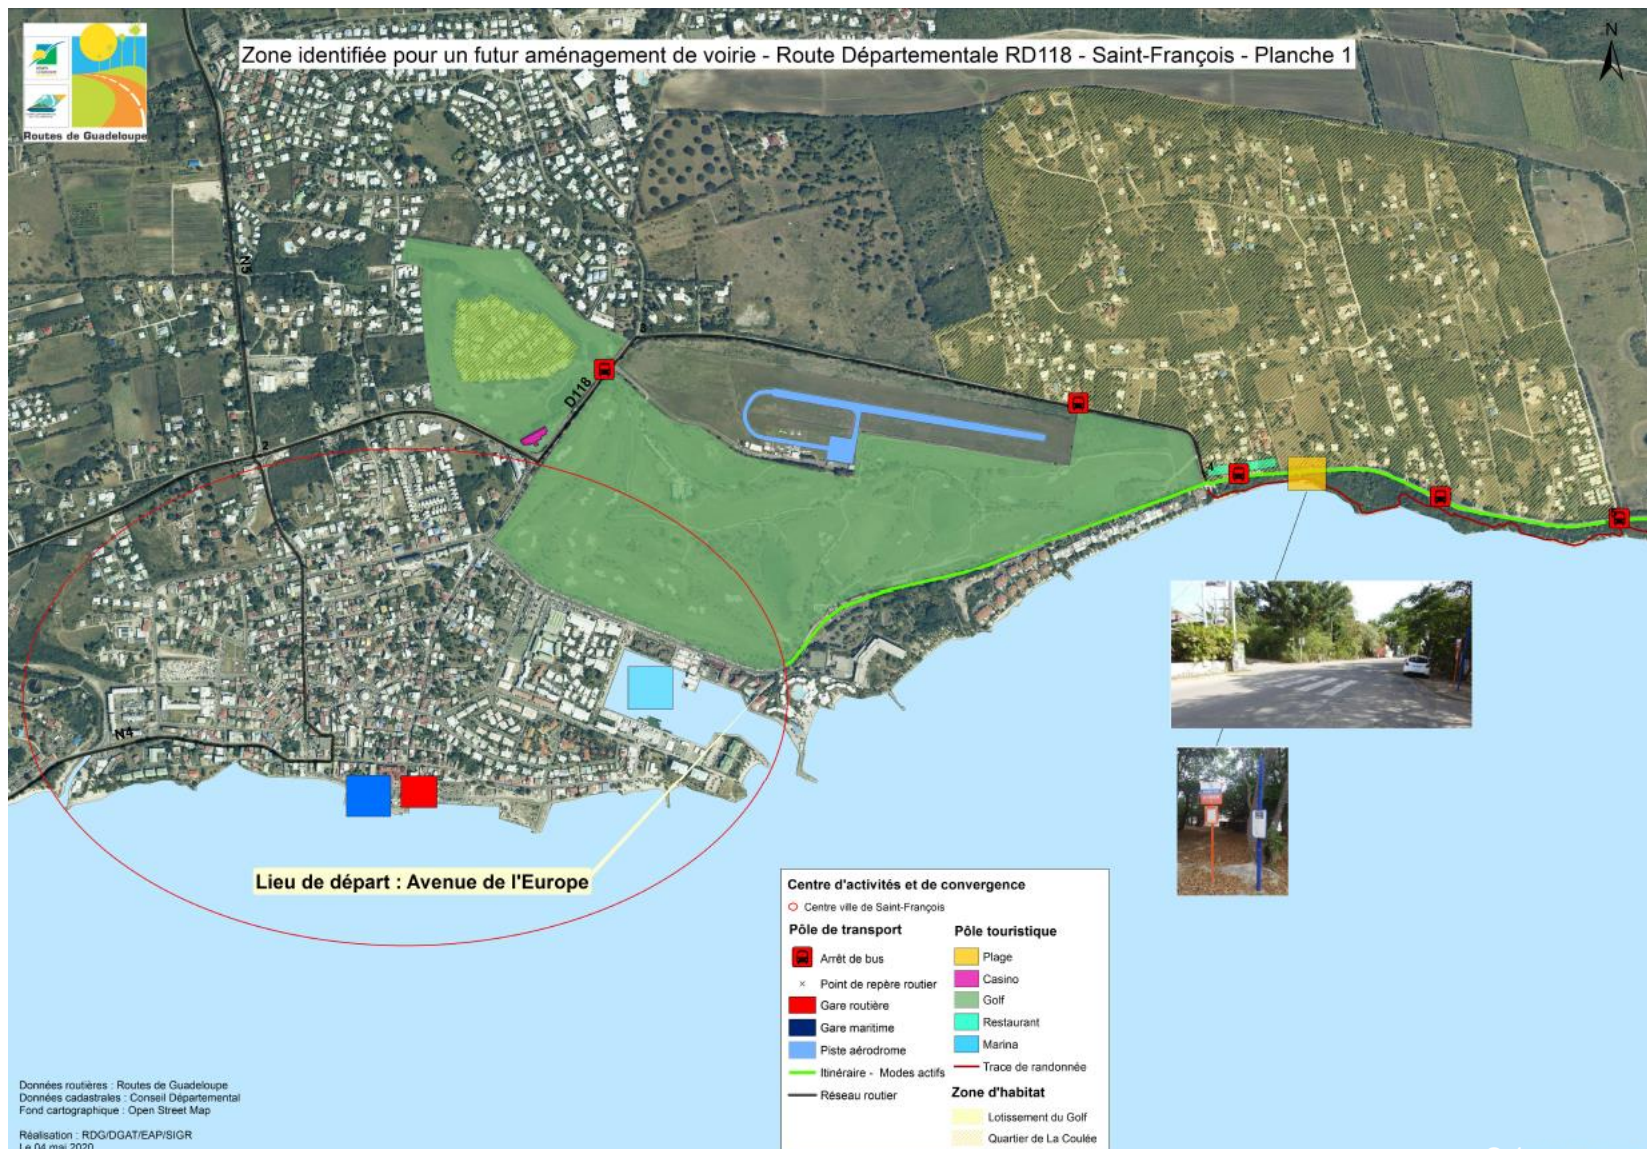 Zone identifiée pour un futur aménagement de voirie - Route Départementale RD118 - Saint-François - Planche 1
N
Routes de Guadeloupe
N5
3
D118
2
N4
Lieu de départ : Avenue de l'Europe
Centre d'activités et de convergence
Centre ville de Saint-François
Pôle de transport
Arrêt de bus
Point de repère routier
Gare routière
Gare maritime
Piste aérodrome
Itinéraire - Modes actifs
Réseau routier
Pôle touristique
Plage
Casino
Golf
Restaurant
Marina
Trace de randonnée
Zone d'habitat
Lotissement du Golf
Quartier de La Coulée
Données routières : Routes de Guadeloupe
Données cadastrales : Conseil Départemental
Fond cartographique : Open Street Map
Réalisation : RDG/DGAT/EAP/SIGR
Le 04 mai 2020